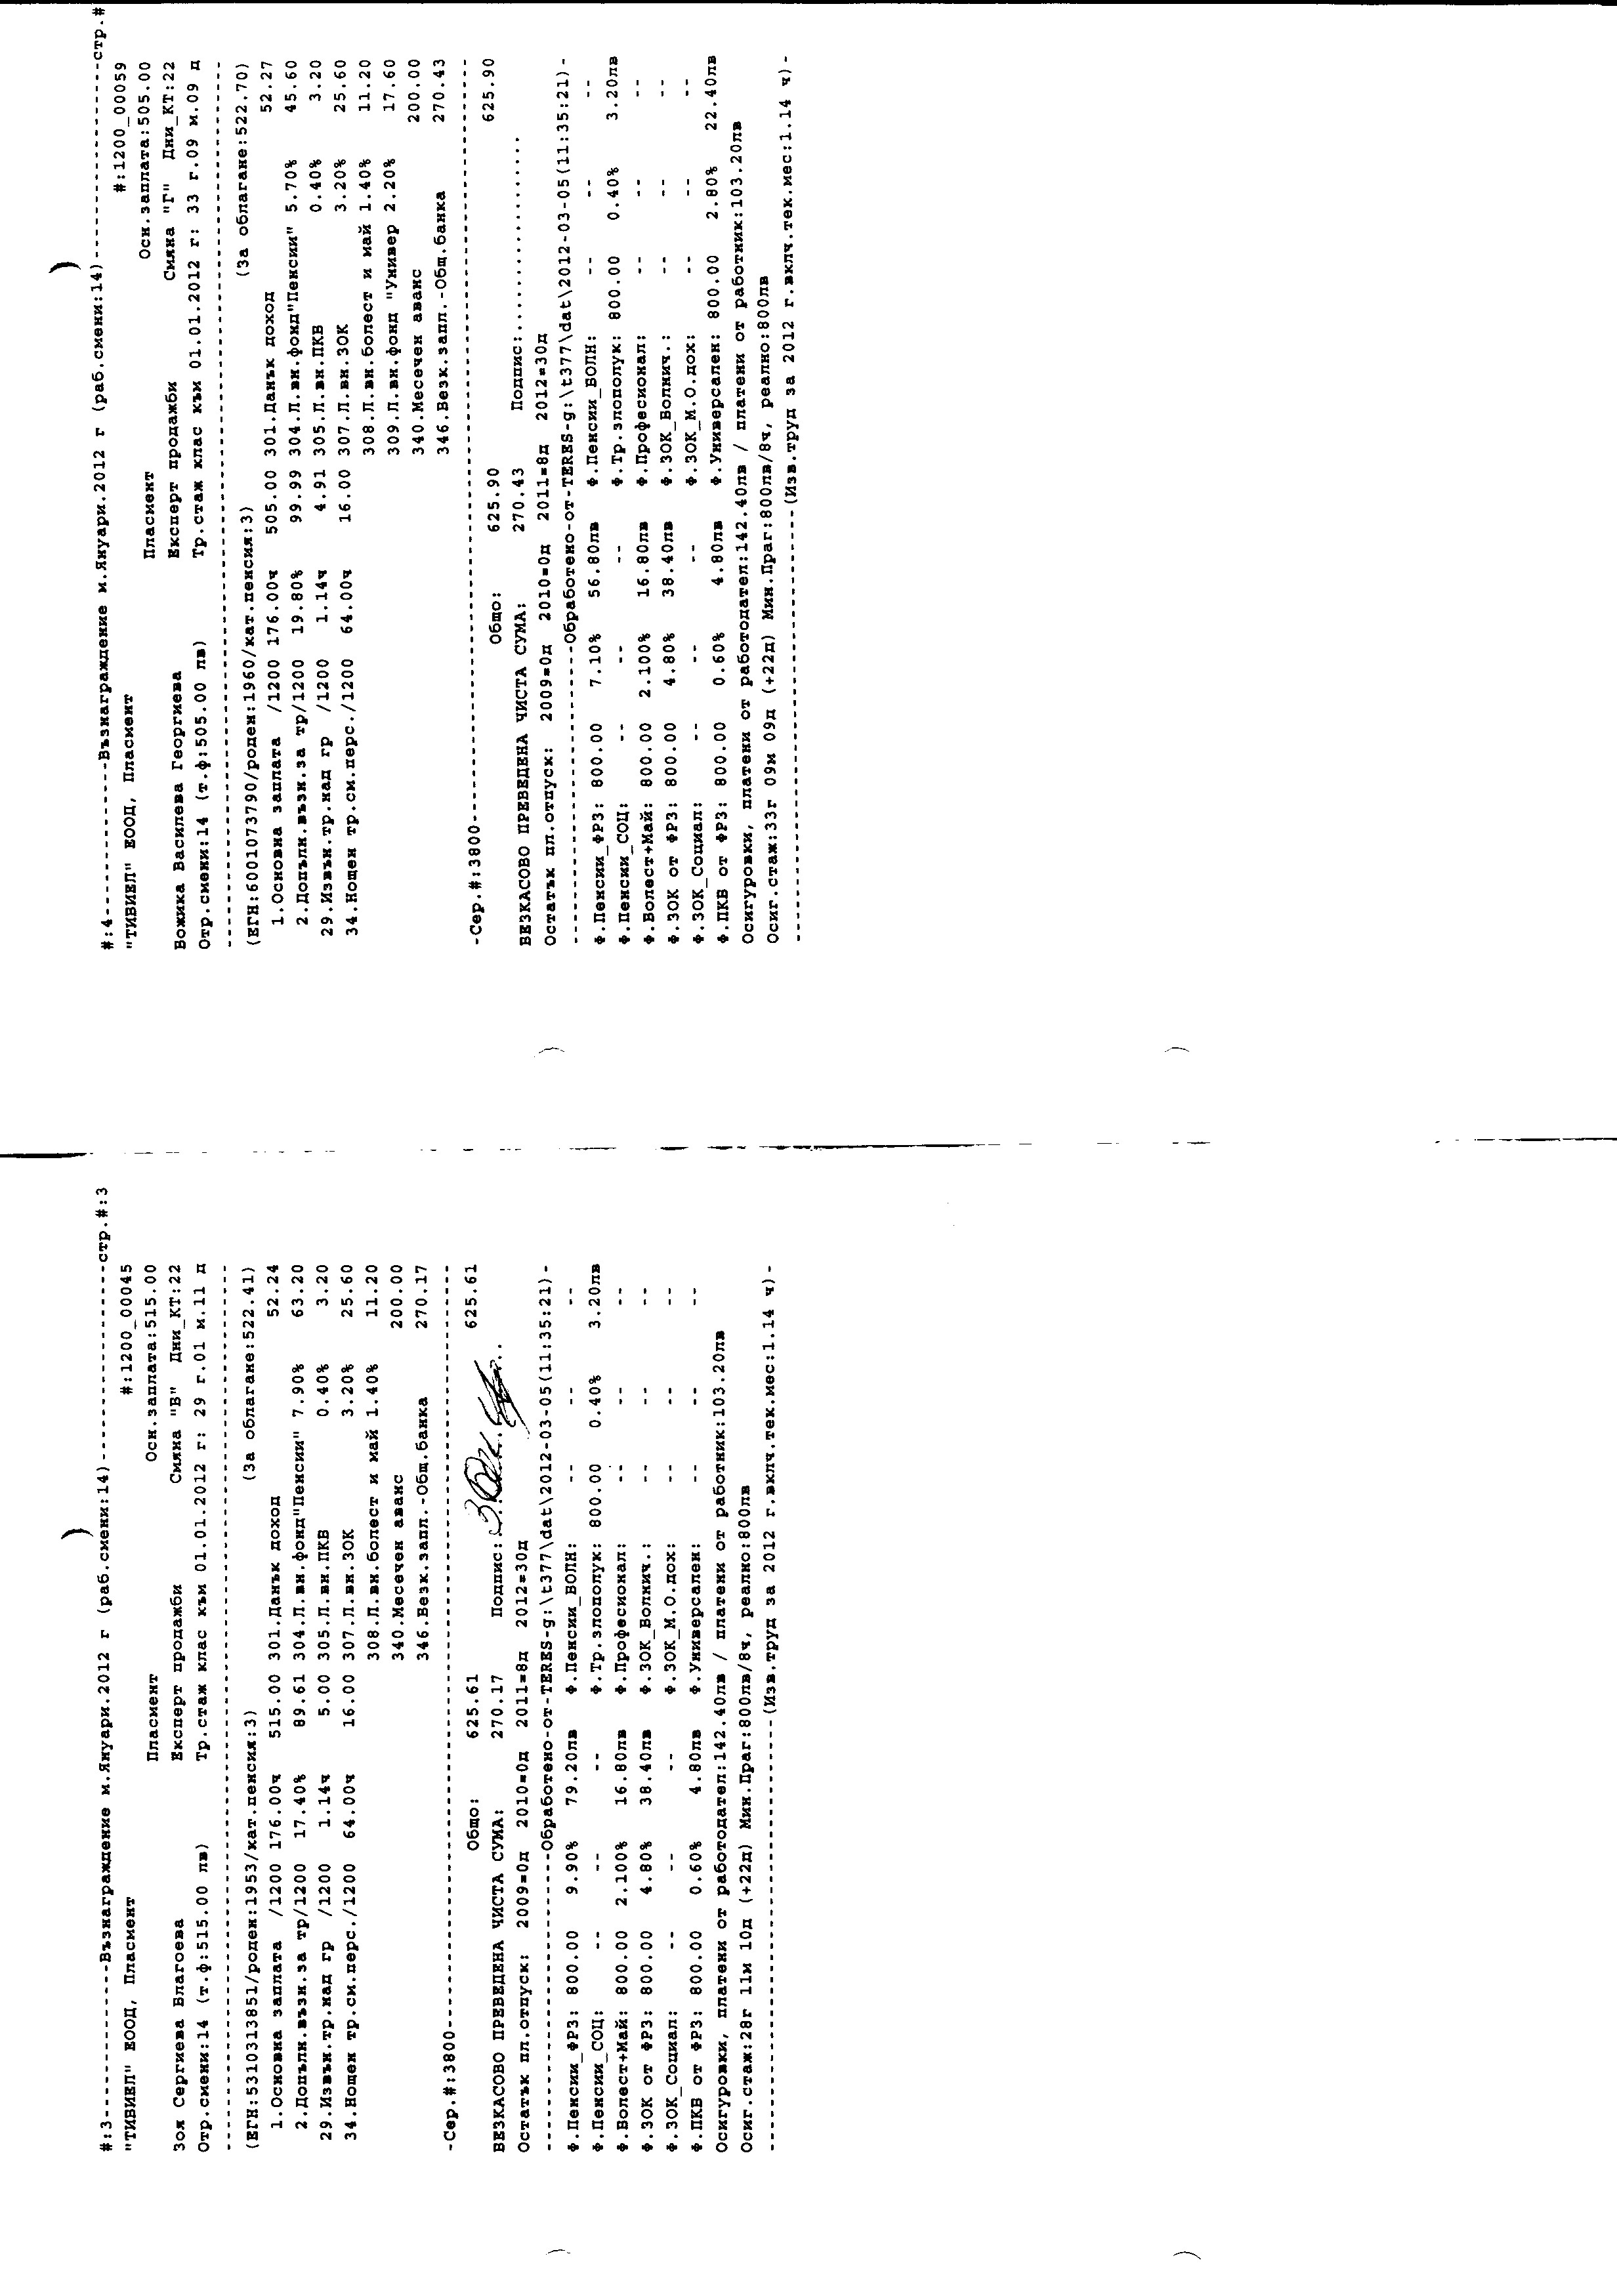 #:3------------Възнаграждение м.Януари.2012 г (раб.смени:14)----------------стр.#:3
"ТИВИЕЛ" ЕООД, Пласмент #:1200_00045
Пласмент Осн.заплата:515.00
Зоя Сергиева Благоева Експерт продажби Смяна "В" Дни_КТ:22
Отр.смени:14 (т.ф:515.00 лв) Тр.стаж клас към 01.01.2012 г: 29 г.01 м.11 д
--------------------------------------------------------------------------------
(ЕГН:5310313851/роден:1953/кат.пенсия:3) (За облагане:522.41)
1.Основна заплата /1200 176.00ч 515.00 301.Данък доход 52.24
2.Допълн.възн.за тр/1200 17.40% 89.61 304.Л.вн.фонд"Пенсии" 7.90% 63.20
29.Извън.тр.над гр /1200 1.14ч 5.00 305.Л.вн.ПКВ 0.40% 3.20
34.Нощен тр.см.перс./1200 64.00ч 16.00 307.Л.вн.ЗОК 3.20% 25.60
308.Л.вн.болест и май 1.40% 11.20
340.Месечен аванс 200.00
346.Безк.запл.-Общ.банка 270.17
-Сер.#:3800---------------------------------------------------------------------
Общо: 625.61 625.61
БЕЗКАСОВО ПРЕВЕДЕНА ЧИСТА СУМА: 270.17 Подпис:
Остатък пл.отпуск: 2009=0д 2010=0д 2011=8д 2012=30д
---------------------------Обработено-от-TERES-g:\t377\dat\2012-03-05(11:35:21)-
Ф.Пенсии_ФРЗ: 800.00 9.90% 79.20лв Ф.Пенсии_БОЛН: -- -- --
Ф.Пенсии_СОЦ: -- -- -- Ф.Тр.злополук: 800.00 0.40% 3.20лв
Ф.Болест+Май: 800.00 2.100% 16.80лв Ф.Професионал: -- -- --
Ф.ЗОК от ФРЗ: 800.00 4.80% 38.40лв Ф.ЗОК_Болнич.: -- -- --
Ф.ЗОК_Социал: -- -- -- Ф.ЗОК_М.О.дох: -- -- --
Ф.ПКВ от ФРЗ: 800.00 0.60% 4.80лв Ф.Универсален: -- -- --
Осигуровки, платени от работодател:142.40лв / платени от работник:103.20лв
Осиг.стаж:28г 11м 10д (+22д) Мин.Праг:800лв/8ч, реално:800лв
--------------------------------------(Изв.труд за 2012 г.включ.тек.мес:1.14 ч)-
#:4------------Възнаграждение м.Януари.2012 г (раб.смени:14)----------------стр.#
"ТИВИЕЛ" ЕООД, Пласмент #:1200_00059
Пласмент Осн.заплата:505.00
Божика Василева Георгиева Експерт продажби Смяна "Г" Дни_КТ:22
Отр.смени:14 (т.ф:505.00 лв) Тр.стаж клас към 01.01.2012 г: 33 г.09 м.09 д
--------------------------------------------------------------------------------
(ЕГН:6001073790/роден:1960/кат.пенсия:3) (За облагане:522.70)
1.Основна заплата /1200 176.00ч 505.00 301.Данък доход 52.27
2.Допълн.възн.за тр/1200 19.80% 99.99 304.Л.вн.фонд"Пенсии" 5.70% 45.60
29.Извън.тр.над гр /1200 1.14ч 4.91 305.Л.вн.ПКВ 0.40% 3.20
34.Нощен тр.см.перс./1200 64.00ч 16.00 307.Л.вн.ЗОК 3.20% 25.60
308.Л.вн.болест и май 1.40% 11.20
309.Л.вн.фонд "Универ 2.20% 17.60
340.Месечен аванс 200.00
346.Безк.запл.-Общ.банка 270.43
-Сер.#:3800---------------------------------------------------------------------
Общо: 625.90 625.90
БЕЗКАСОВО ПРЕВЕДЕНА ЧИСТА СУМА: 270.43 Подпис:....................
Остатък пл.отпуск: 2009=0д 2010=0д 2011=8д 2012=30д
---------------------------Обработено-от-TERES-g:\t377\dat\2012-03-05(11:35:21)-
Ф.Пенсии_ФРЗ: 800.00 7.10% 56.80лв Ф.Пенсии_БОЛН: -- -- --
Ф.Пенсии_СОЦ: -- -- -- Ф.Тр.злополук: 800.00 0.40% 3.20лв
Ф.Болест+Май: 800.00 2.100% 16.80лв Ф.Професионал: -- -- --
Ф.ЗОК от ФРЗ: 800.00 4.80% 38.40лв Ф.ЗОК_Болнич.: -- -- --
Ф.ЗОК_Социал: -- -- -- Ф.ЗОК_М.О.дох: -- -- --
Ф.ПКВ от ФРЗ: 800.00 0.60% 4.80лв Ф.Универсален: 800.00 2.80% 22.40лв
Осигуровки, платени от работодател:142.40лв / платени от работник:103.20лв
Осиг.стаж:33г 09м 09д (+22д) Мин.Праг:800лв/8ч, реално:800лв
--------------------------------------(Изв.труд за 2012 г.включ.тек.мес:1.14 ч)-